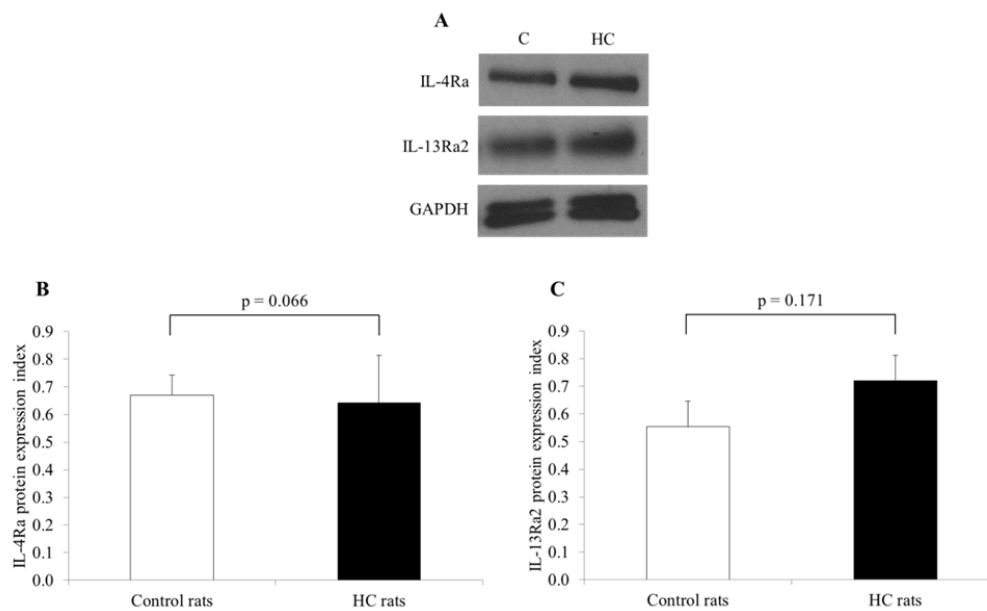 A
C HC
IL-4Ra
IL-13Ra2
GAPDH
B
p = 0.066
IL-4Ra protein expression index
0.9
0.8
0.7
0.6
0.5
0.4
0.3
0.2
0.1
0.0
Control rats HC rats
C
p = 0.171
IL-13Ra2 protein expression index
0.9
0.8
0.7
0.6
0.5
0.4
0.3
0.2
0.1
0.0
Control rats HC rats